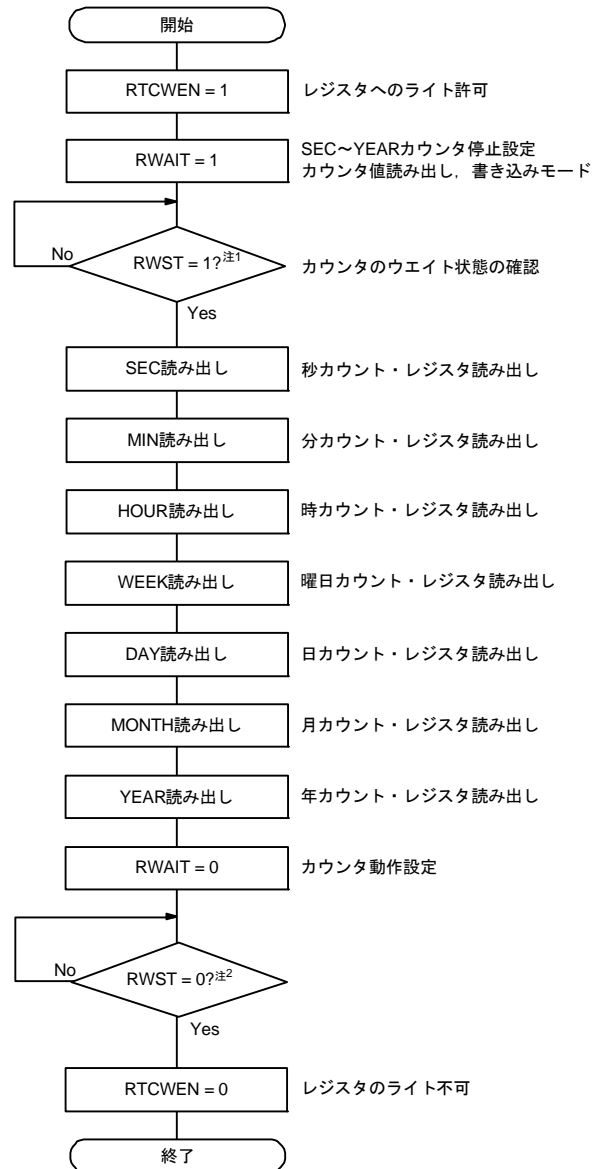 開始
RTCWEN = 1 レジスタへのライト許可
RWAIT = 1 SEC～YEARカウンタ停止設定
カウンタ値読み出し，書き込みモード
No RWST = 1?注1 カウンタのウエイト状態の確認
Yes
SEC読み出し 秒カウント・レジスタ読み出し
MIN読み出し 分カウント・レジスタ読み出し
HOUR読み出し 時カウント・レジスタ読み出し
WEEK読み出し 曜日カウント・レジスタ読み出し
DAY読み出し 日カウント・レジスタ読み出し
MONTH読み出し 月カウント・レジスタ読み出し
YEAR読み出し 年カウント・レジスタ読み出し
RWAIT = 0 カウンタ動作設定
No RWST = 0?注2
Yes
RTCWEN = 0 レジスタのライト不可
終了